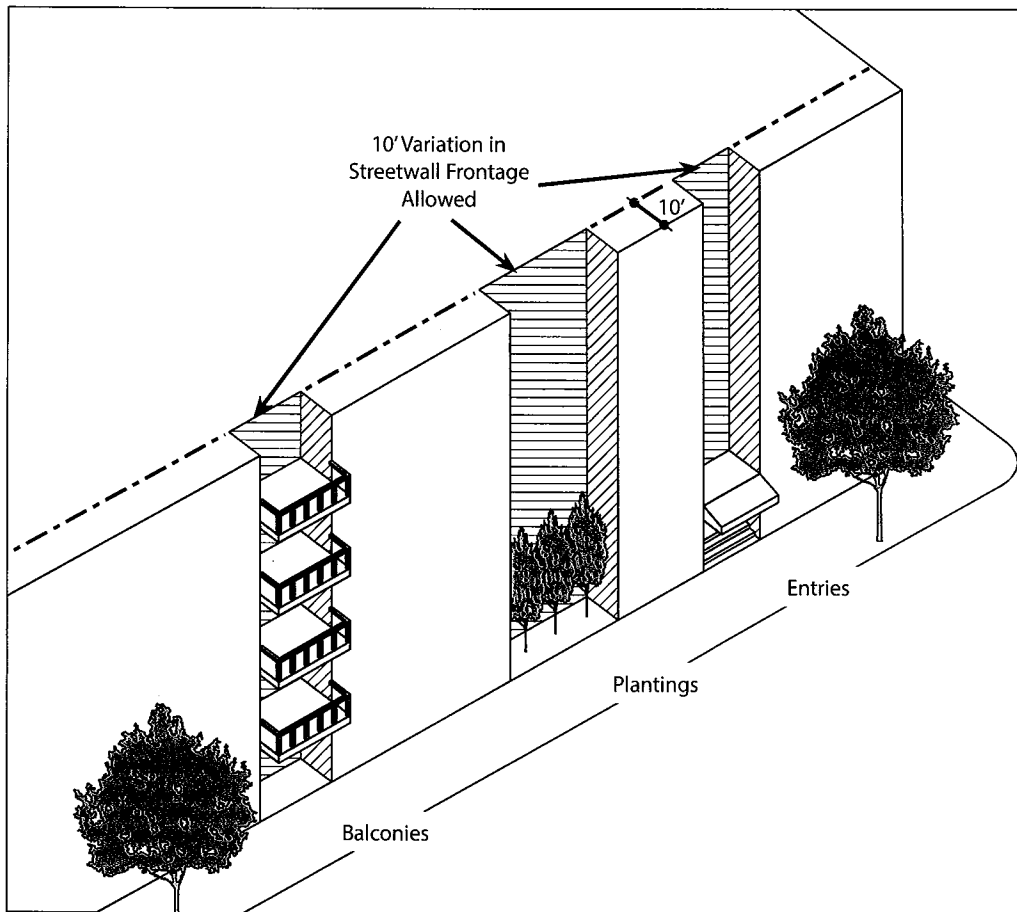 10' Variation in
Streetwall Frontage
Allowed
10'
Entries
Plantings
Balconies